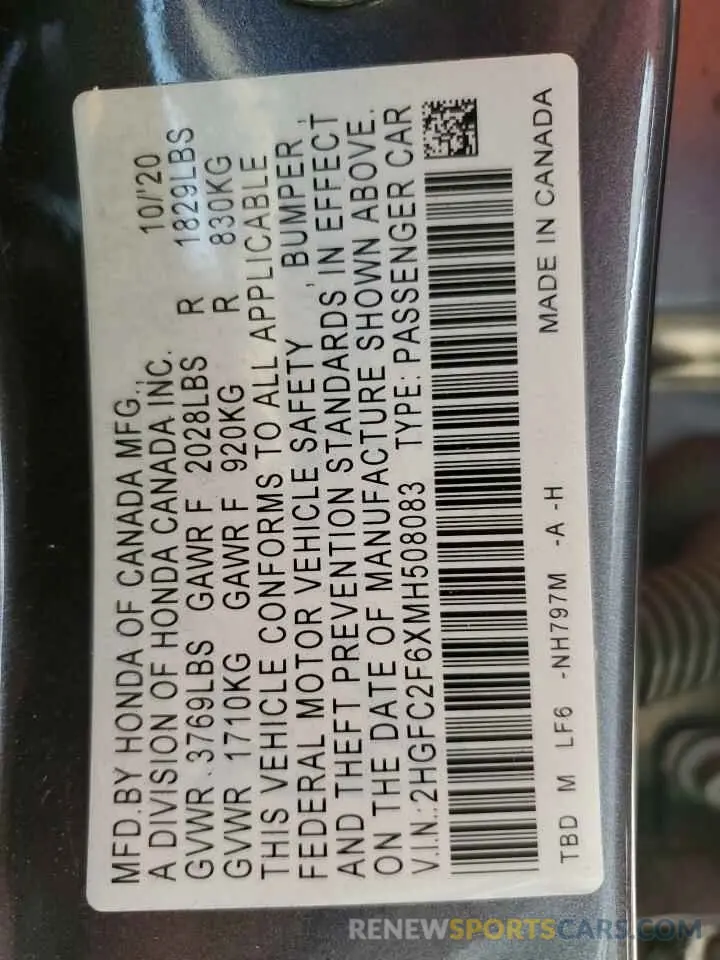 MFD. BY HONDA OF CANADA MFG., 10/'20
A DIVISION OF HONDA CANADA INC.
GVWR 3769LBS GAWR F 2028LBS R 1829LBS
GVWR 1710KG GAWR F 920KG R 830KG
THIS VEHICLE CONFORMS TO ALL APPLICABLE
FEDERAL MOTOR VEHICLE SAFETY , BUMPER ,
AND THEFT PREVENTION STANDARDS IN EFFECT
ON THE DATE OF MANUFACTURE SHOWN ABOVE.
V.I.N.:2HGFC2F6XMH508083 TYPE: PASSENGER CAR
TBD M LF6 -NH797M -A -H MADE IN CANADA
RENEWSPORTSCARS.COM